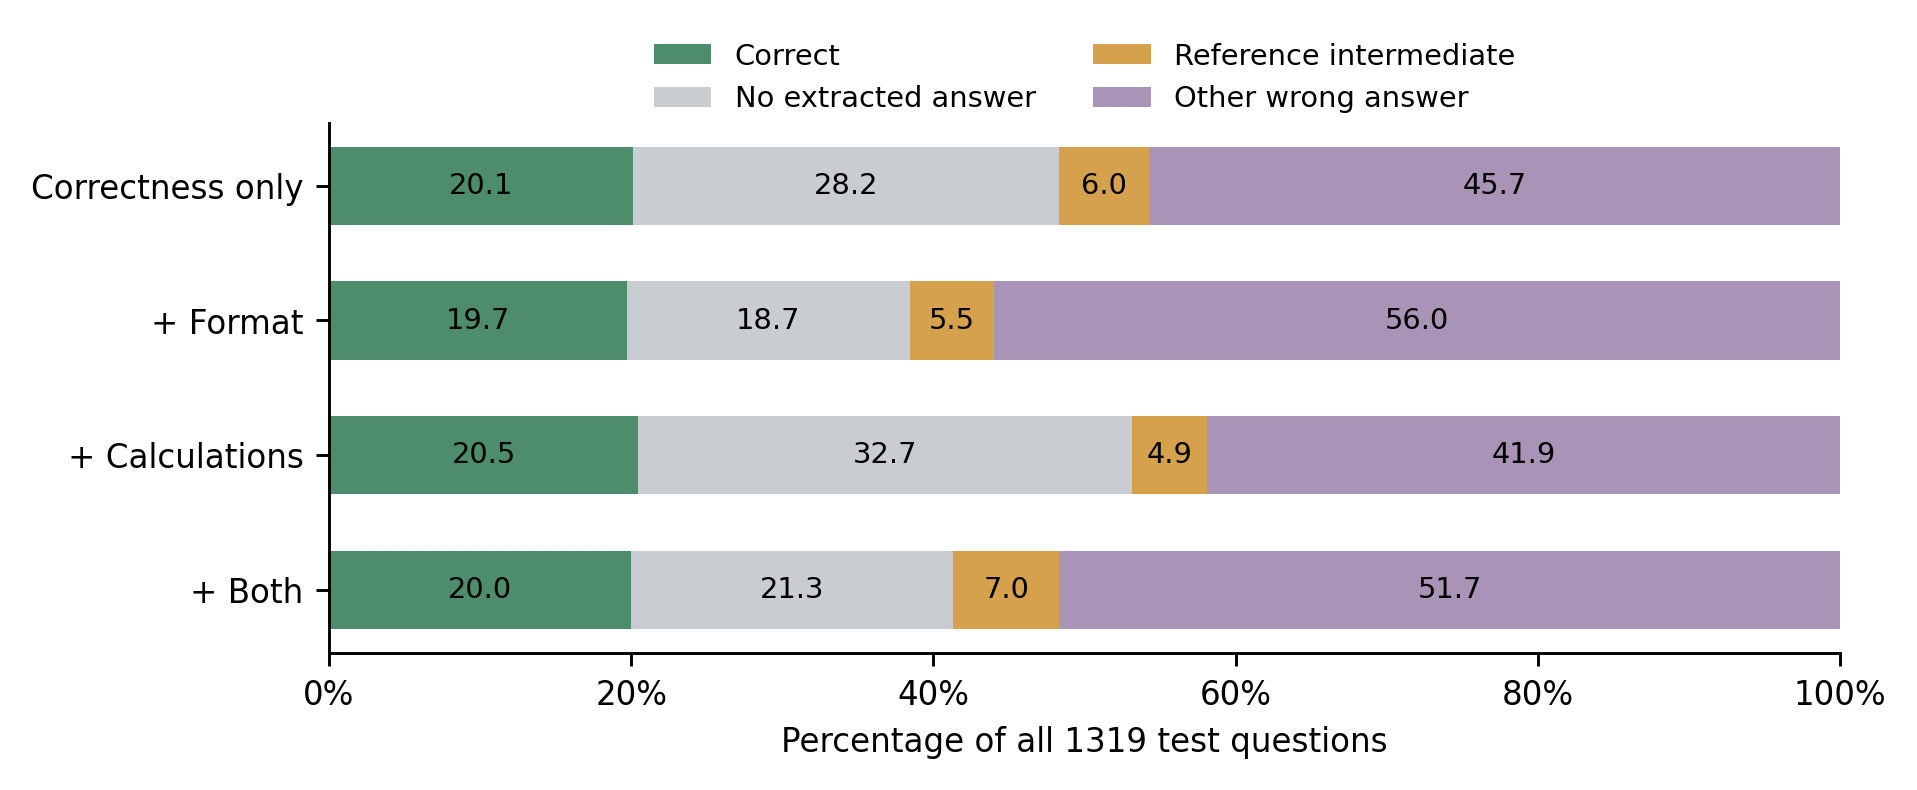 Correct
Reference intermediate
No extracted answer
Other wrong answer
Correctness only
20.1
28.2
6.0
45.7
+ Format
19.7
18.7
5.5
56.0
+ Calculations
20.5
32.7
4.9
41.9
+ Both
20.0
21.3
7.0
51.7
0%
20%
40%
60%
80%
100%
Percentage of all 1319 test questions